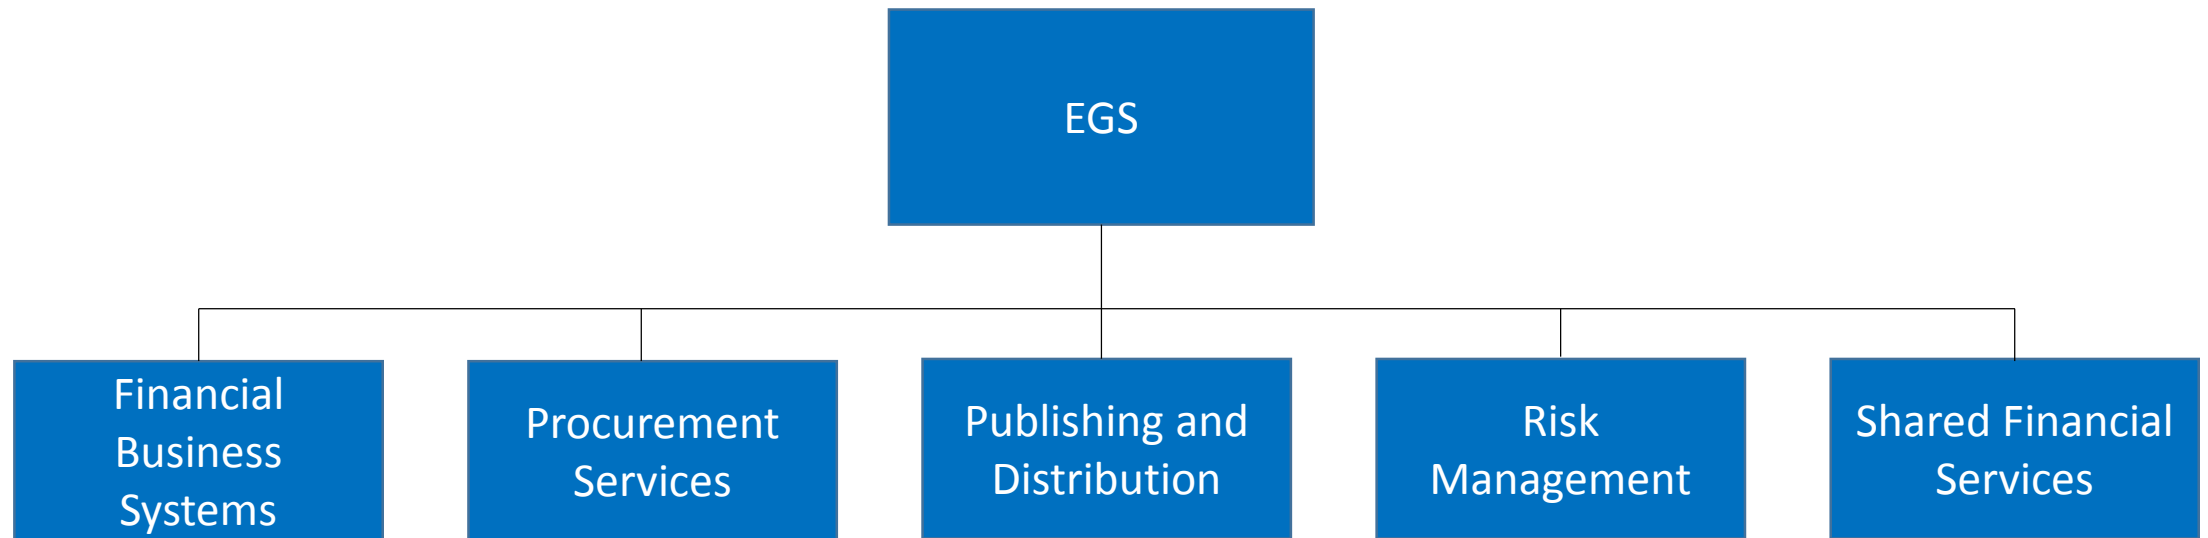 EGS
Financial
Business
Systems
Procurement
Services
Publishing and
Distribution
Risk
Management
Shared Financial
Services